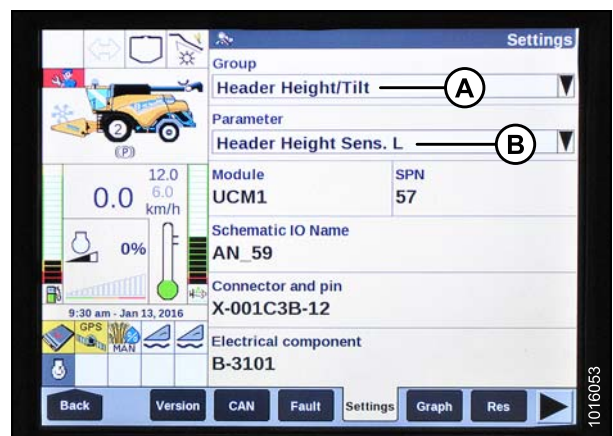 Settings
Group
Header Height/Tilt
A
Parameter
Header Height Sens. L
B
2
(P)
12.0
0.0 6.0
km/h
Module
UCM1
SPN
57
0%
Schematic IO Name
AN_59
Connector and pin
X-001C3B-12
9:30 am - Jan 13, 2016
GPS
MAN
Electrical component
B-3101
Back
Version
CAN
Fault
Settings
Graph
Res
1016053